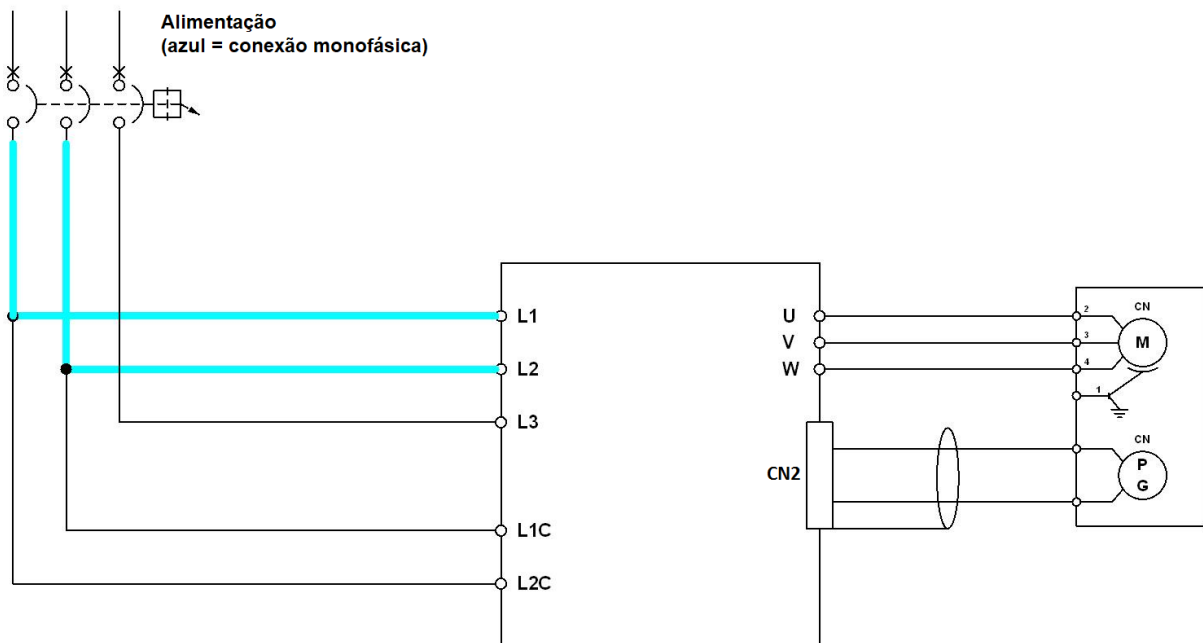 Alimentação
(azul = conexão monofásica)
L1
L2
L3
L1C
L2C
U
V
W
CN2
2
3
4
1
CN
M
CN
P
G